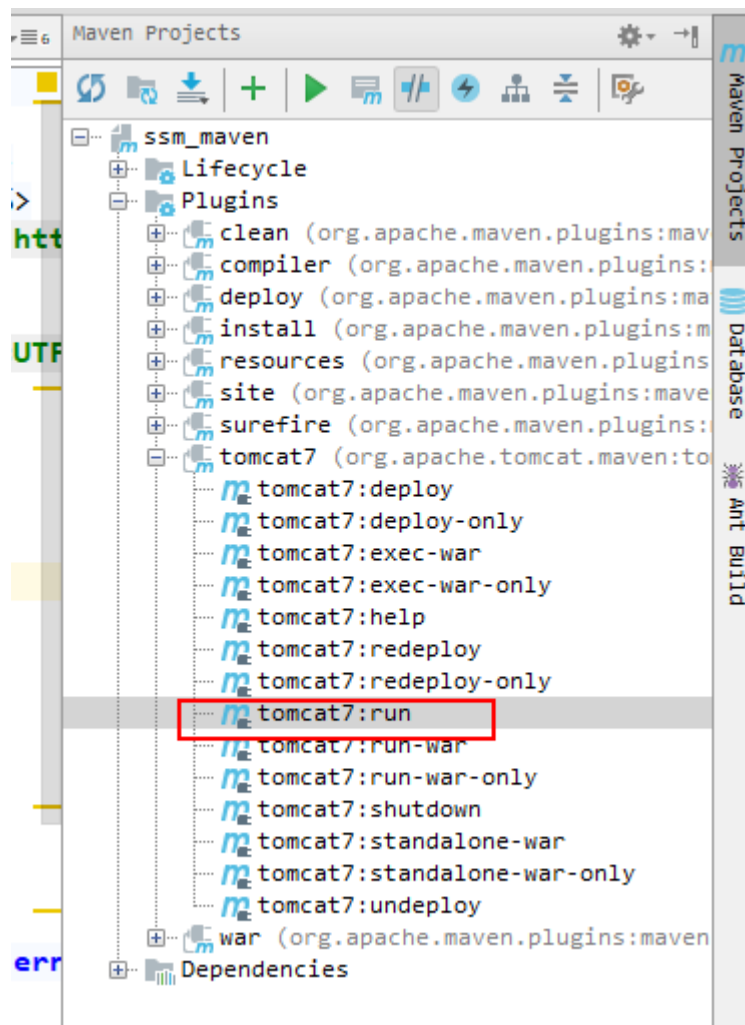 6
Maven Projects
ssm_maven
Lifecycle
Plugins
clean (org.apache.maven.plugins:mav
compiler (org.apache.maven.plugins:
deploy (org.apache.maven.plugins:ma
install (org.apache.maven.plugins:m
resources (org.apache.maven.plugins
site (org.apache.maven.plugins:mave
surefire (org.apache.maven.plugins:
tomcat7 (org.apache.tomcat.maven:to
tomcat7:deploy
tomcat7:deploy-only
tomcat7:exec-war
tomcat7:exec-war-only
tomcat7:help
tomcat7:redeploy
tomcat7:redeploy-only
tomcat7:run
tomcat7:run-war
tomcat7:run-war-only
tomcat7:shutdown
tomcat7:standalone-war
tomcat7:standalone-war-only
tomcat7:undeploy
war (org.apache.maven.plugins:maven
Dependencies
>
htt
UTF
err
Maven Projects
Database
Ant Build